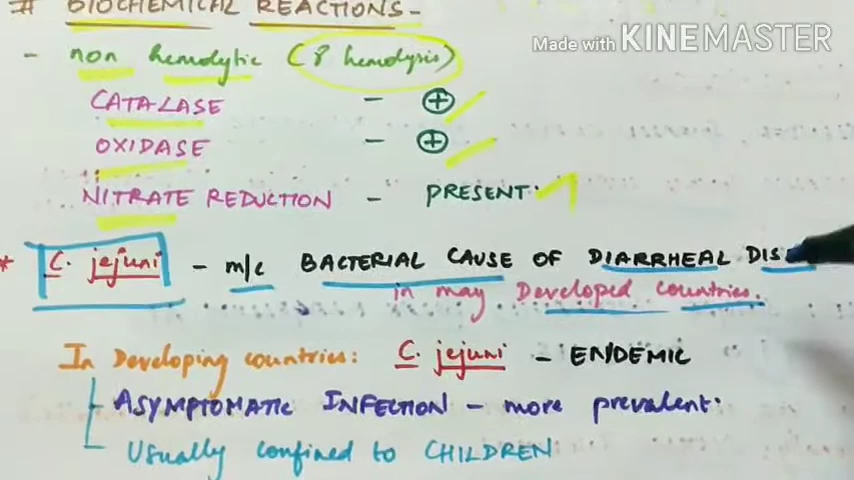 # BIOCHEMICAL REACTIONS -
Made with KINEMASTER
- non hemolytic (γ hemolysis)
CATALASE - ⊕
OXIDASE - ⊕
NITRATE REDUCTION - PRESENT.
* C. jejuni - m/c BACTERIAL CAUSE OF DIARRHEAL DIS
in may Developed countries.
In Developing countries: C. jejuni - ENDEMIC
ASYMPTOMATIC INFECTION - more prevalent.
Usually confined to CHILDREN